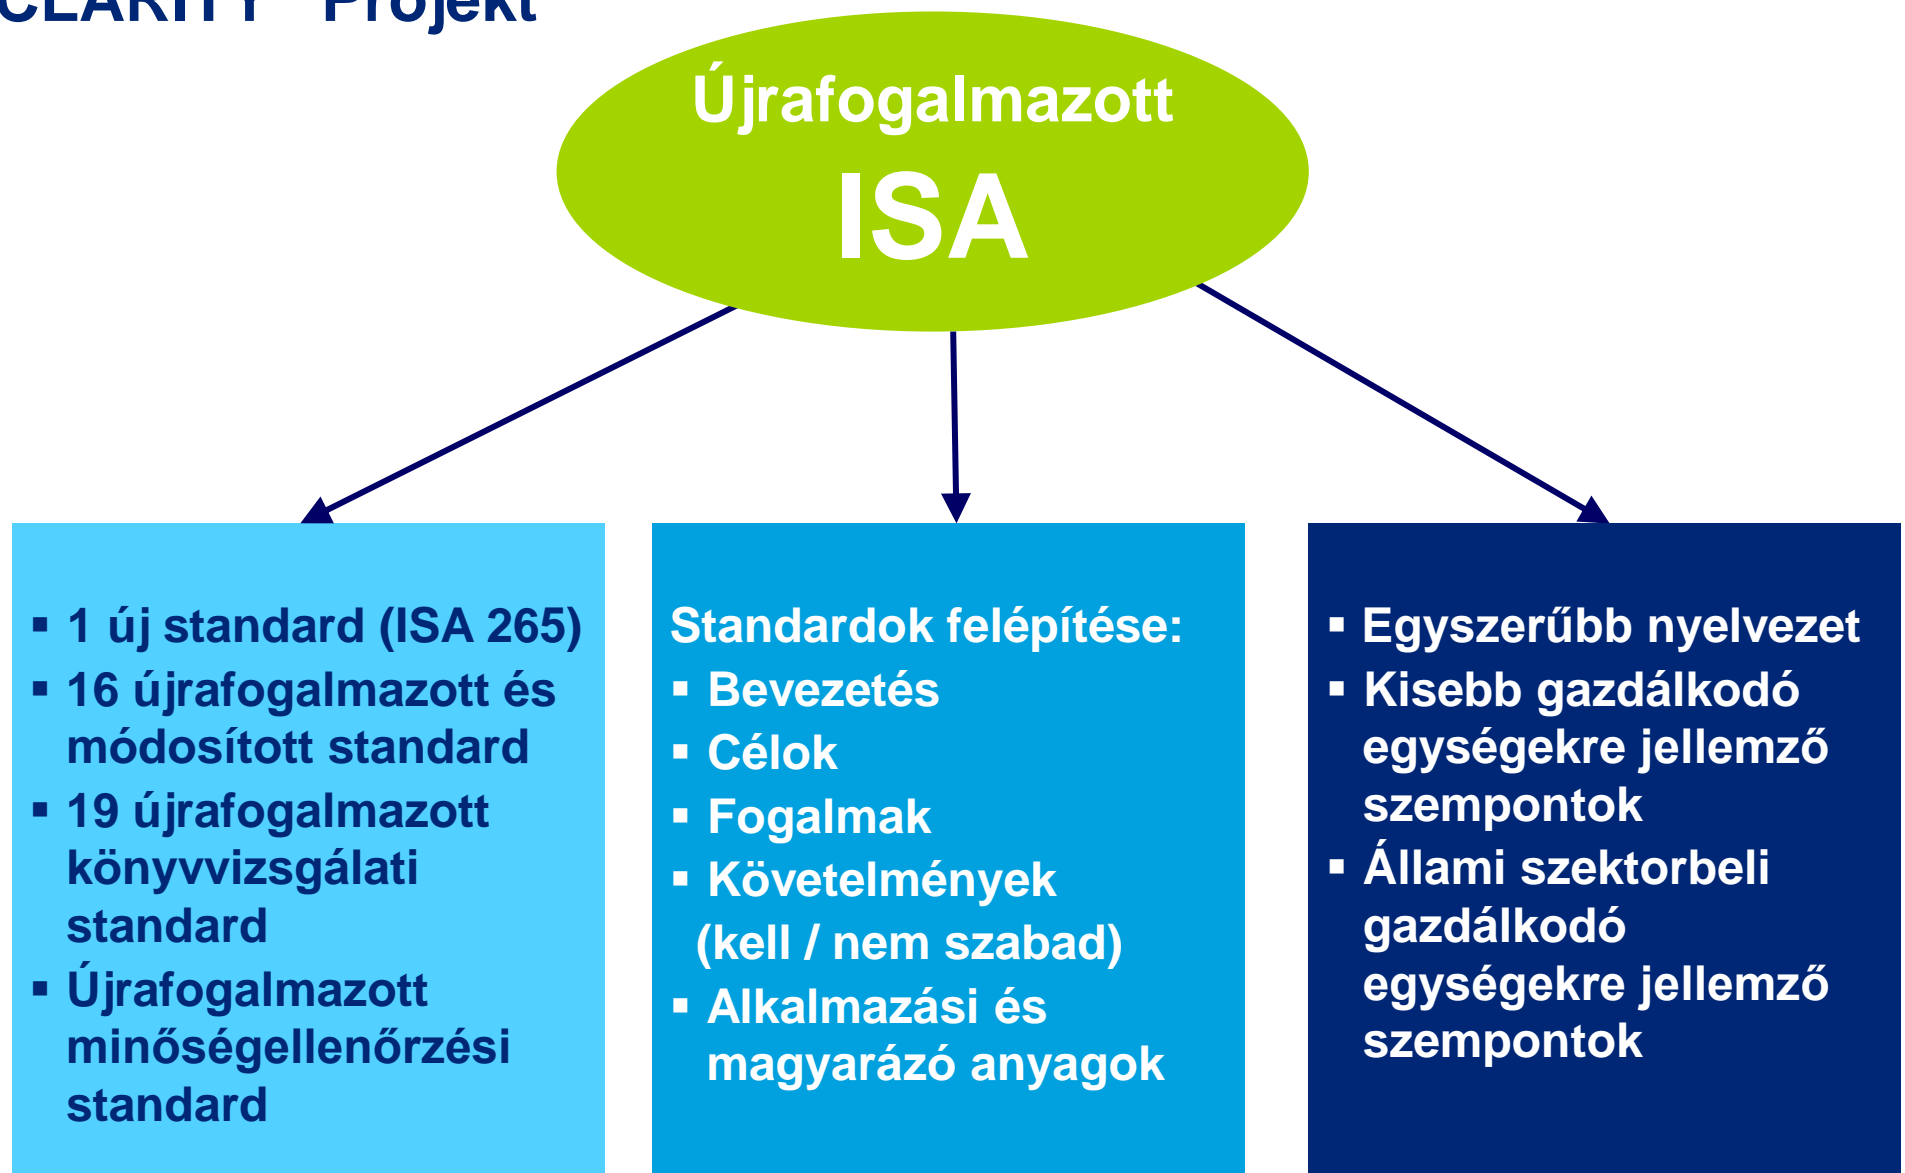 CLARITY" Projekt
Újrafogalmazott
ISA
▪ 1 új standard (ISA 265)
▪ 16 újrafogalmazott és
módosított standard
▪ 19 újrafogalmazott
könyvvizsgálati
standard
▪ Újrafogalmazott
minőségellenőrzési
standard
Standardok felépítése:
▪ Bevezetés
▪ Célok
▪ Fogalmak
▪ Követelmények
(kell / nem szabad)
▪ Alkalmazási és
magyarázó anyagok
▪ Egyszerűbb nyelvezet
▪ Kisebb gazdálkodó
egységekre jellemző
szempontok
▪ Állami szektorbeli
gazdálkodó
egységekre jellemző
szempontok